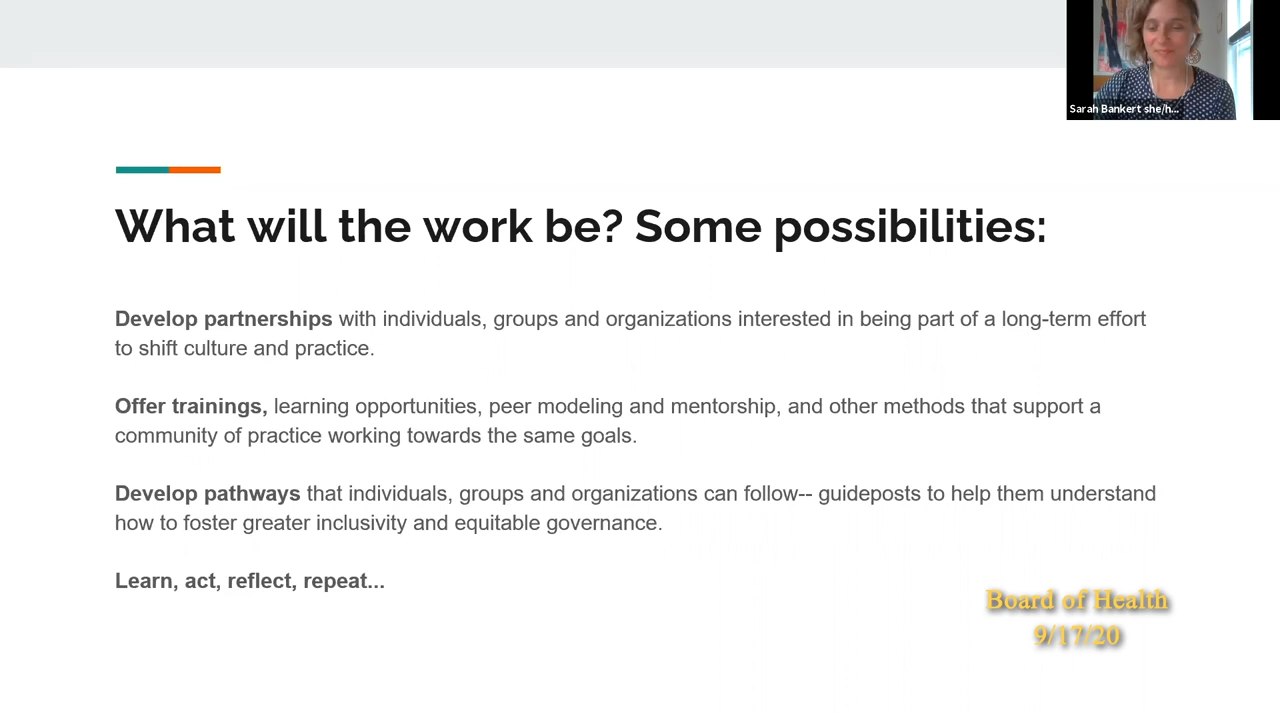 Sarah Bankert she/h...
What will the work be? Some possibilities:
Develop partnerships with individuals, groups and organizations interested in being part of a long-term effort
to shift culture and practice.
Offer trainings, learning opportunities, peer modeling and mentorship, and other methods that support a
community of practice working towards the same goals.
Develop pathways that individuals, groups and organizations can follow-- guideposts to help them understand
how to foster greater inclusivity and equitable governance.
Learn, act, reflect, repeat...
Board of Health
9/17/20